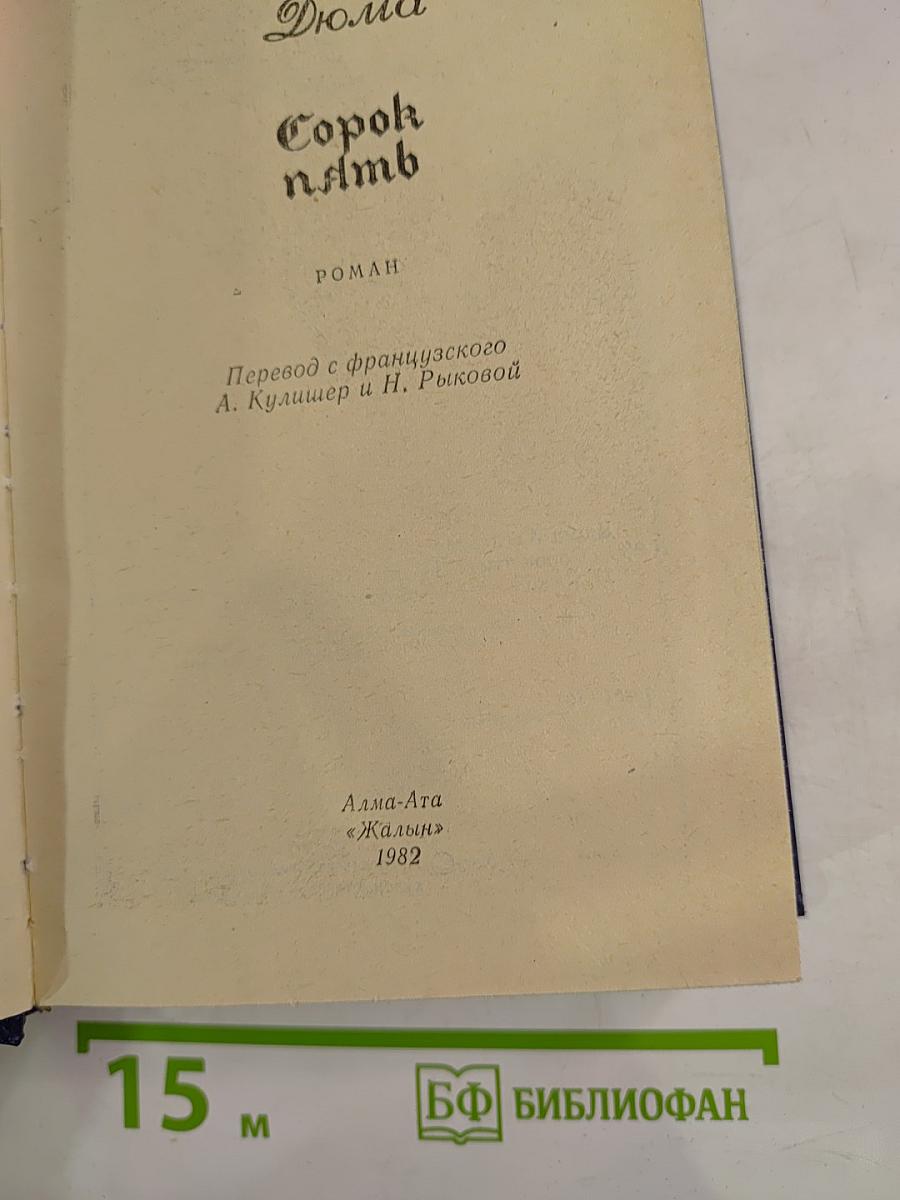 Дюма
Сорок
пять
РОМАН
Перевод с французского
А. Кулишер и Н. Рыковой
Алма-Ата
«Жалын»
1982
15 м
БФ БИБЛИОФАН